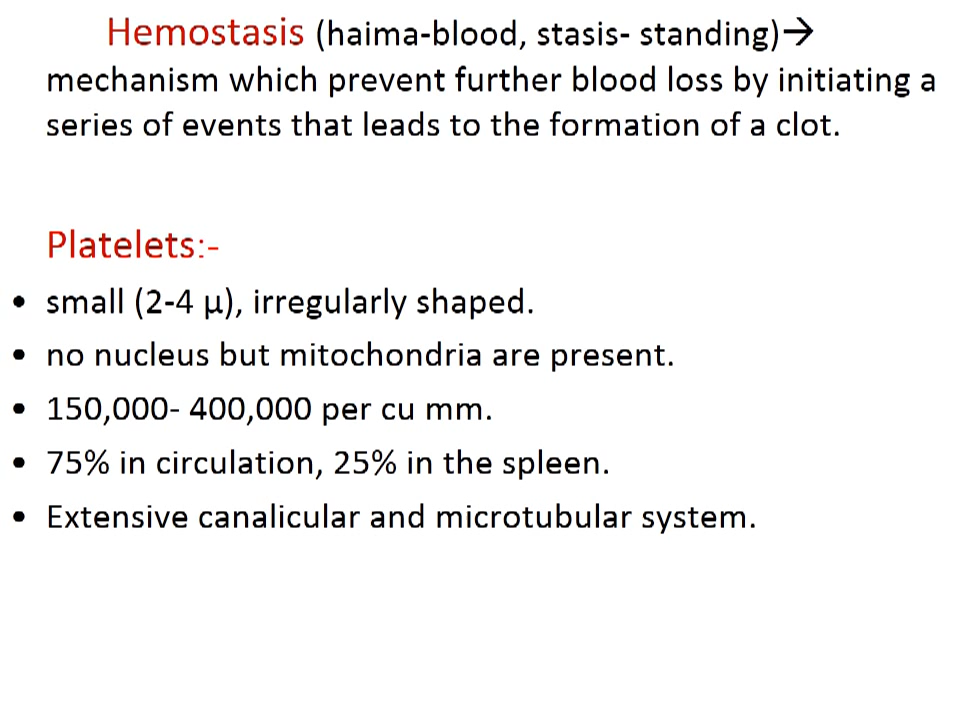 Hemostasis (haima-blood, stasis- standing)→
mechanism which prevent further blood loss by initiating a
series of events that leads to the formation of a clot.
Platelets:-
• small (2-4 µ), irregularly shaped.
• no nucleus but mitochondria are present.
• 150,000- 400,000 per cu mm.
• 75% in circulation, 25% in the spleen.
• Extensive canalicular and microtubular system.